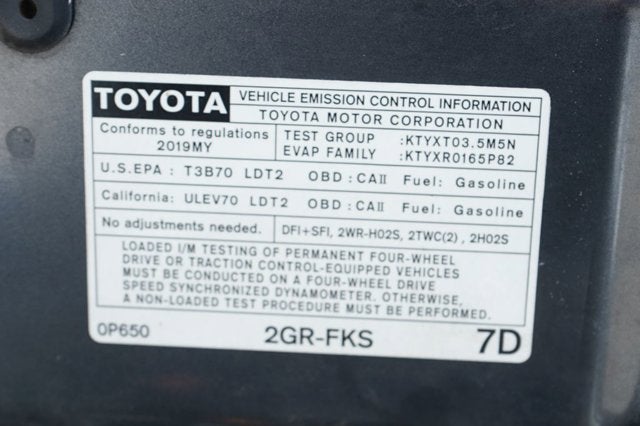 TOYOTA
VEHICLE EMISSION CONTROL INFORMATION
TOYOTA MOTOR CORPORATION
Conforms to regulations
2019MY
TEST GROUP :KTYXT03.5M5N
EVAP FAMILY :KTYXR0165P82
U.S.EPA : T3B70 LDT2 OBD : CAII Fuel: Gasoline
California: ULEV70 LDT2 OBD : CAII Fuel: Gasoline
No adjustments needed.
DFI+SFI, 2WR-HO2S, 2TWC(2) , 2HO2S
LOADED I/M TESTING OF PERMANENT FOUR-WHEEL
DRIVE OR TRACTION CONTROL-EQUIPPED VEHICLES
MUST BE CONDUCTED ON A FOUR-WHEEL DRIVE
SPEED SYNCHRONIZED DYNAMOMETER. OTHERWISE,
A NON-LOADED TEST PROCEDURE MUST BE PERFORMED.
0P650 2GR-FKS 7D